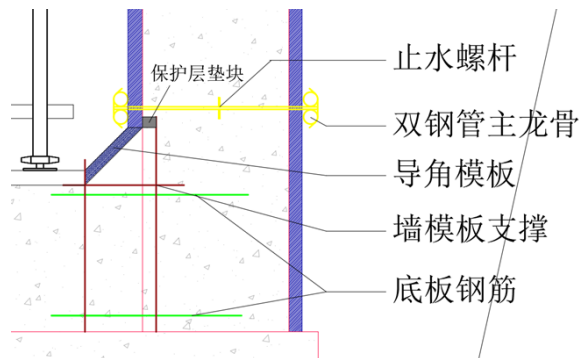 止水螺杆
保护层垫块
双钢管主龙骨
导角模板
墙模板支撑
底板钢筋